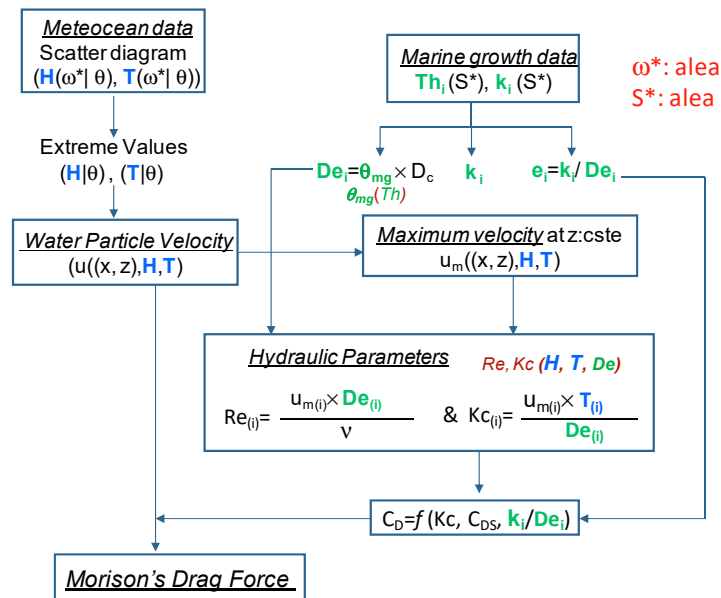 Meteocean data
Scatter diagram
(H(ω*| θ), T(ω*| θ))
Marine growth data
Thᵢ(S*), kᵢ(S*)
ω*: alea
S*: alea
Extreme Values
(H|θ) , (T|θ)
Deᵢ=θmg × Dc
θmg(Th)
kᵢ
eᵢ=kᵢ/Deᵢ
Water Particle Velocity
(u((x, z),H,T)
Maximum velocity at z:cste
uₘ((x, z),H,T)
Hydraulic Parameters
Re, Kc (H, T, De)
Re(i)= uₘ(i)× De(i) / ν & Kc(i)= uₘ(i)× T(i) / De(i)
CD=f (Kc, CDS, kᵢ/Deᵢ)
Morison's Drag Force